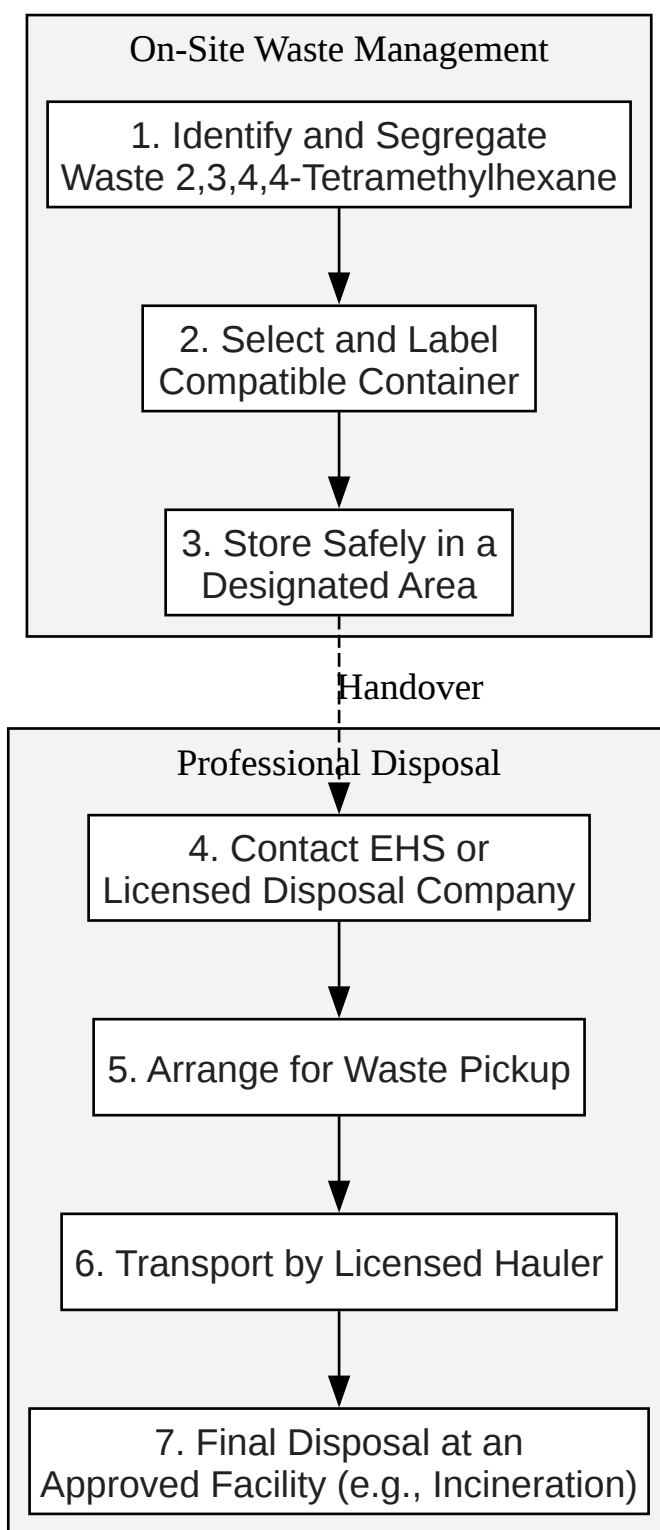 On-Site Waste Management
1. Identify and Segregate
Waste 2,3,4,4-Tetramethylhexane
2. Select and Label
Compatible Container
3. Store Safely in a
Designated Area
Handover
Professional Disposal
4. Contact EHS or
Licensed Disposal Company
5. Arrange for Waste Pickup
6. Transport by Licensed Hauler
7. Final Disposal at an
Approved Facility (e.g., Incineration)